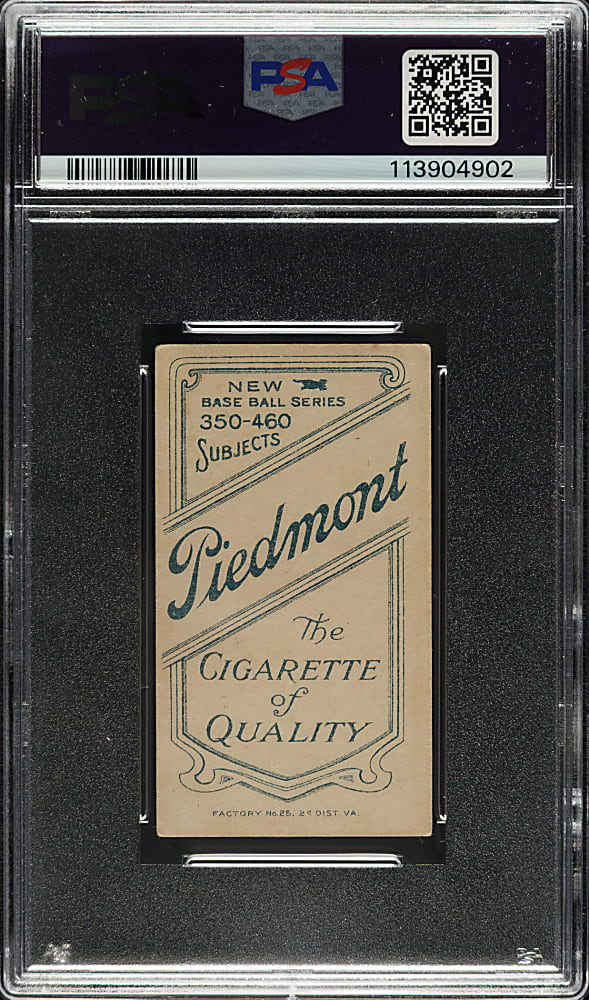 PSA
PSA
113904902
NEW
BASE BALL SERIES
350-460
SUBJECTS
Piedmont
The
CIGARETTE
of
QUALITY
FACTORY No. 25. 2d DIST. VA.